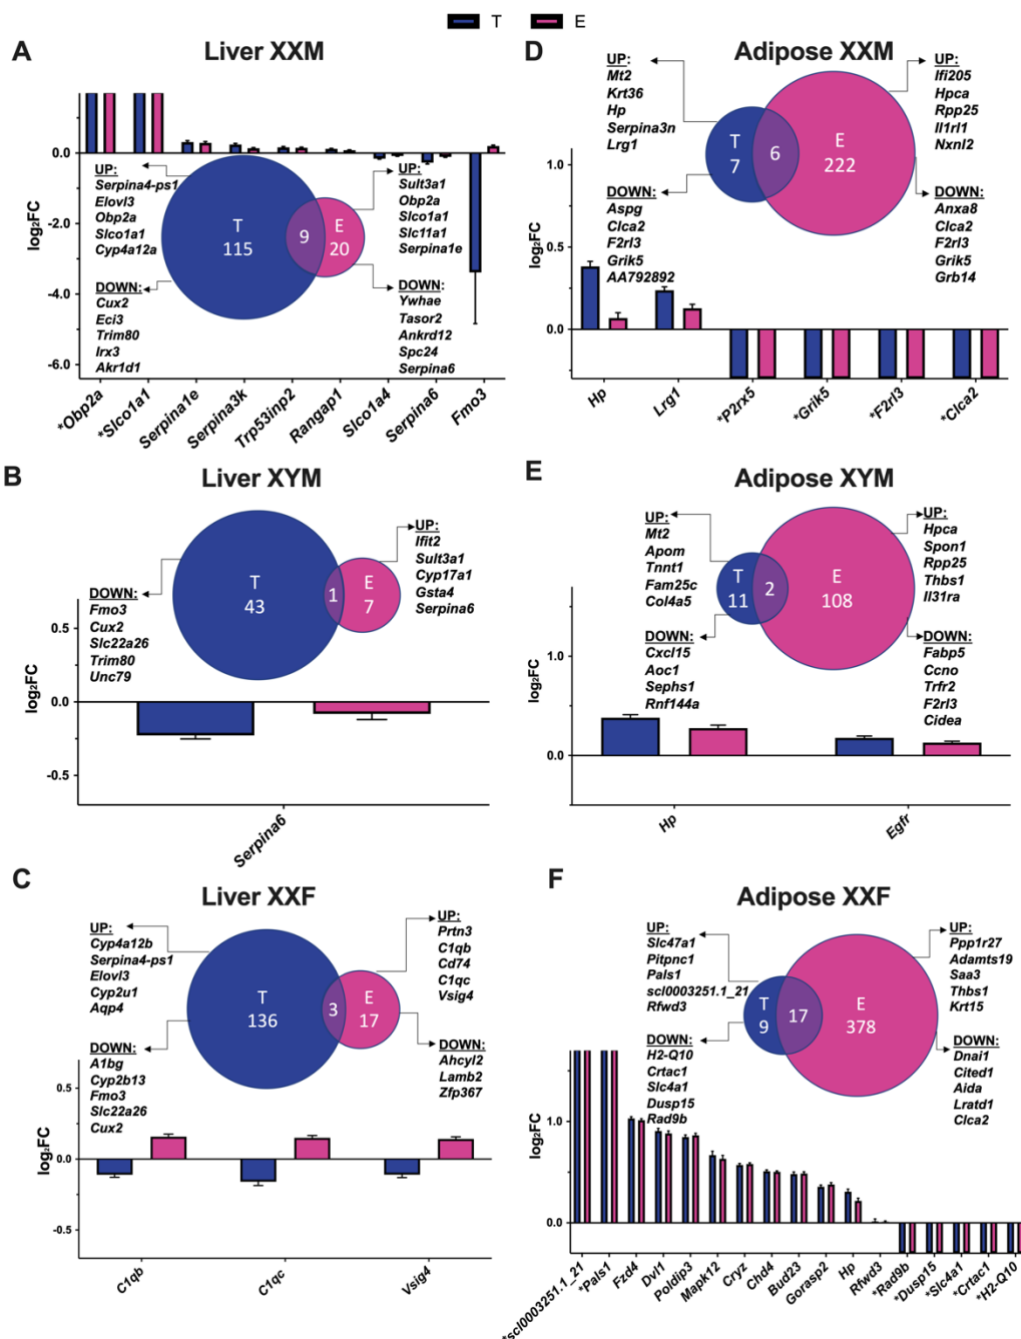 T E
A Liver XXM
log₂FC
0.0
-2.0
-4.0
-6.0
UP:
Serpina4-ps1
Elovl3
Obp2a
Slco1a1
Cyp4a12a
DOWN:
Cux2
Eci3
Trim80
Irx3
Akr1d1
T
115
9
E
20
UP:
Sult3a1
Obp2a
Slco1a1
Slc11a1
Serpina1e
DOWN:
Ywhae
Tasor2
Ankrd12
Spc24
Serpina6
*Obp2a
*Slco1a1
Serpina1e
Serpina3k
Trp53inp2
Rangap1
Slco1a4
Serpina6
Fmo3
D Adipose XXM
log₂FC
1.0
0.5
0.0
UP:
Mt2
Krt36
Hp
Serpina3n
Lrg1
DOWN:
Aspg
Clca2
F2rl3
Grik5
AA792892
T
7
6
E
222
UP:
Ifi205
Hpca
Rpp25
Il1rl1
Nxnl2
DOWN:
Anxa8
Clca2
F2rl3
Grik5
Grb14
Hp
Lrg1
*P2rx5
*Grik5
*F2rl3
*Clca2
B Liver XYM
log₂FC
0.5
0.0
-0.5
DOWN:
Fmo3
Cux2
Slc22a26
Trim80
Unc79
T
43
1
E
7
UP:
Ifit2
Sult3a1
Cyp17a1
Gsta4
Serpina6
Serpina6
E Adipose XYM
log₂FC
1.0
0.0
UP:
Mt2
Apom
Tnnt1
Fam25c
Col4a5
DOWN:
Cxcl15
Aoc1
Sephs1
Rnf144a
T
11
2
E
108
UP:
Hpca
Spon1
Rpp25
Thbs1
Il31ra
DOWN:
Fabp5
Ccno
Trfr2
F2rl3
Cidea
Hp
Egfr
C Liver XXF
log₂FC
0.5
0.0
-0.5
UP:
Cyp4a12b
Serpina4-ps1
Elovl3
Cyp2u1
Aqp4
DOWN:
A1bg
Cyp2b13
Fmo3
Slc22a26
Cux2
T
136
3
E
17
UP:
Prtn3
C1qb
Cd74
C1qc
Vsig4
DOWN:
Ahcyl2
Lamb2
Zfp367
C1qb
C1qc
Vsig4
F Adipose XXF
log₂FC
1.0
0.0
UP:
Slc47a1
Pitpnc1
Pals1
scl0003251.1_21
Rfwd3
DOWN:
H2-Q10
Crtac1
Slc4a1
Dusp15
Rad9b
T
9
17
E
378
UP:
Ppp1r27
Adamts19
Saa3
Thbs1
Krt15
DOWN:
Dnai1
Cited1
Aida
Lratd1
Clca2
*scl0003251.1_21
*Pals1
Fzd4
Dvl1
Poldip3
Mapk12
Cryz
Chd4
Bud23
Gorasp2
Hp
Rfwd3
*Rad9b
*Dusp15
*Slc4a1
*Crtac1
*H2-Q10